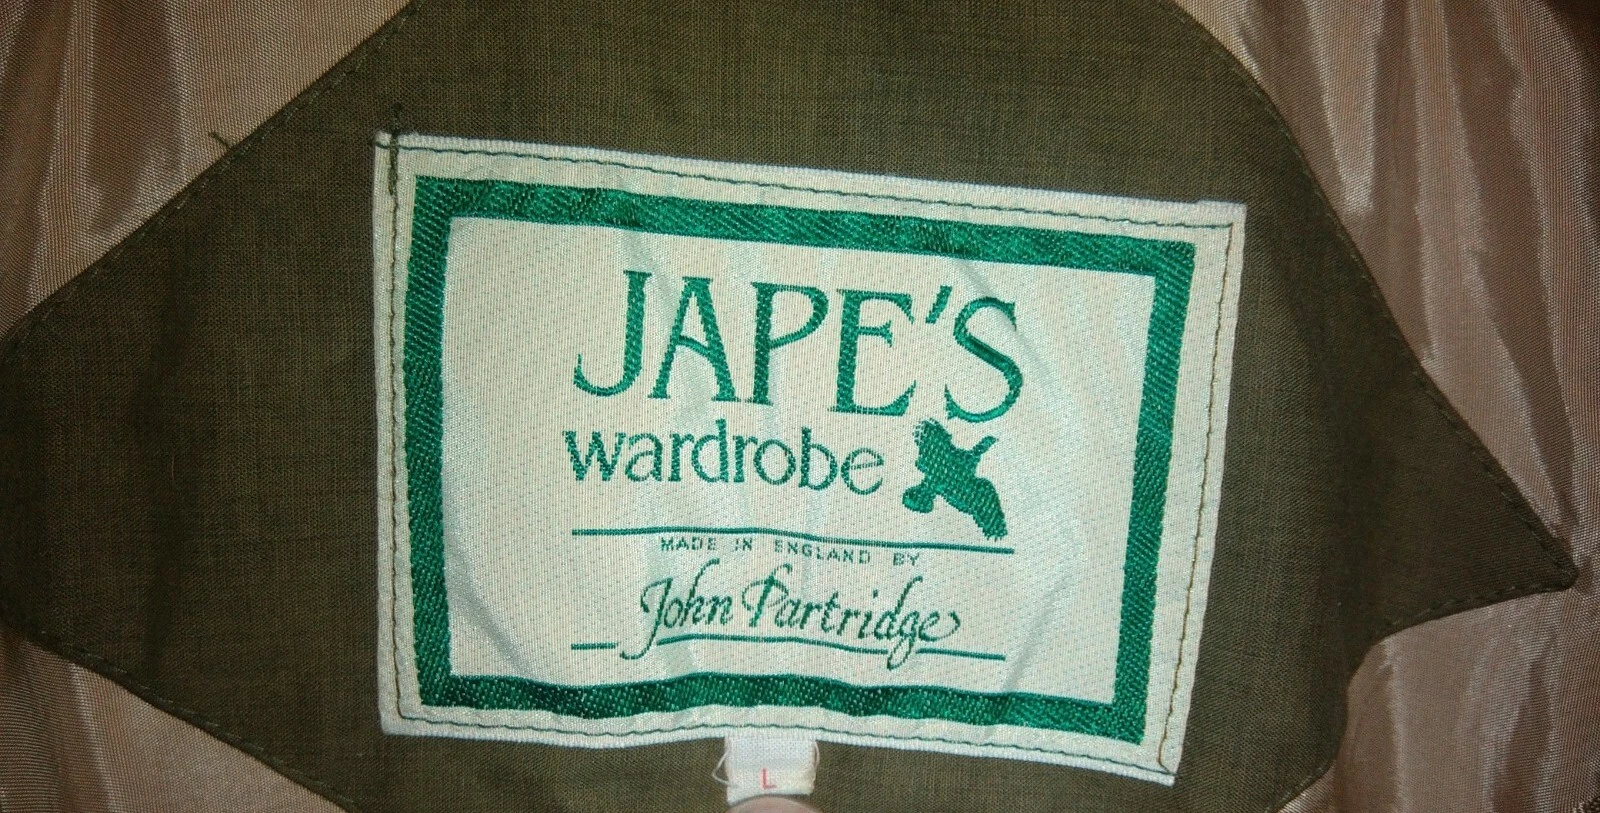 JAPE'S
wardrobe
MADE IN ENGLAND BY
John Partridge
L